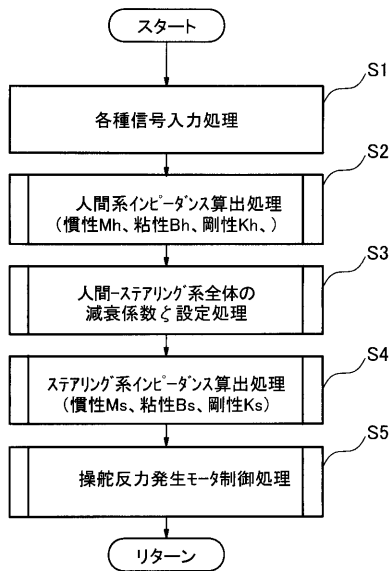 スタート
S1
各種信号入力処理
S2
人間系インピーダンス算出処理
(慣性Mh、粘性Bh、剛性Kh、)
S3
人間-ステアリング系全体の
減衰係数ζ設定処理
S4
ステアリング系インピーダンス算出処理
(慣性Ms、粘性Bs、剛性Ks)
S5
操舵反力発生モータ制御処理
リターン